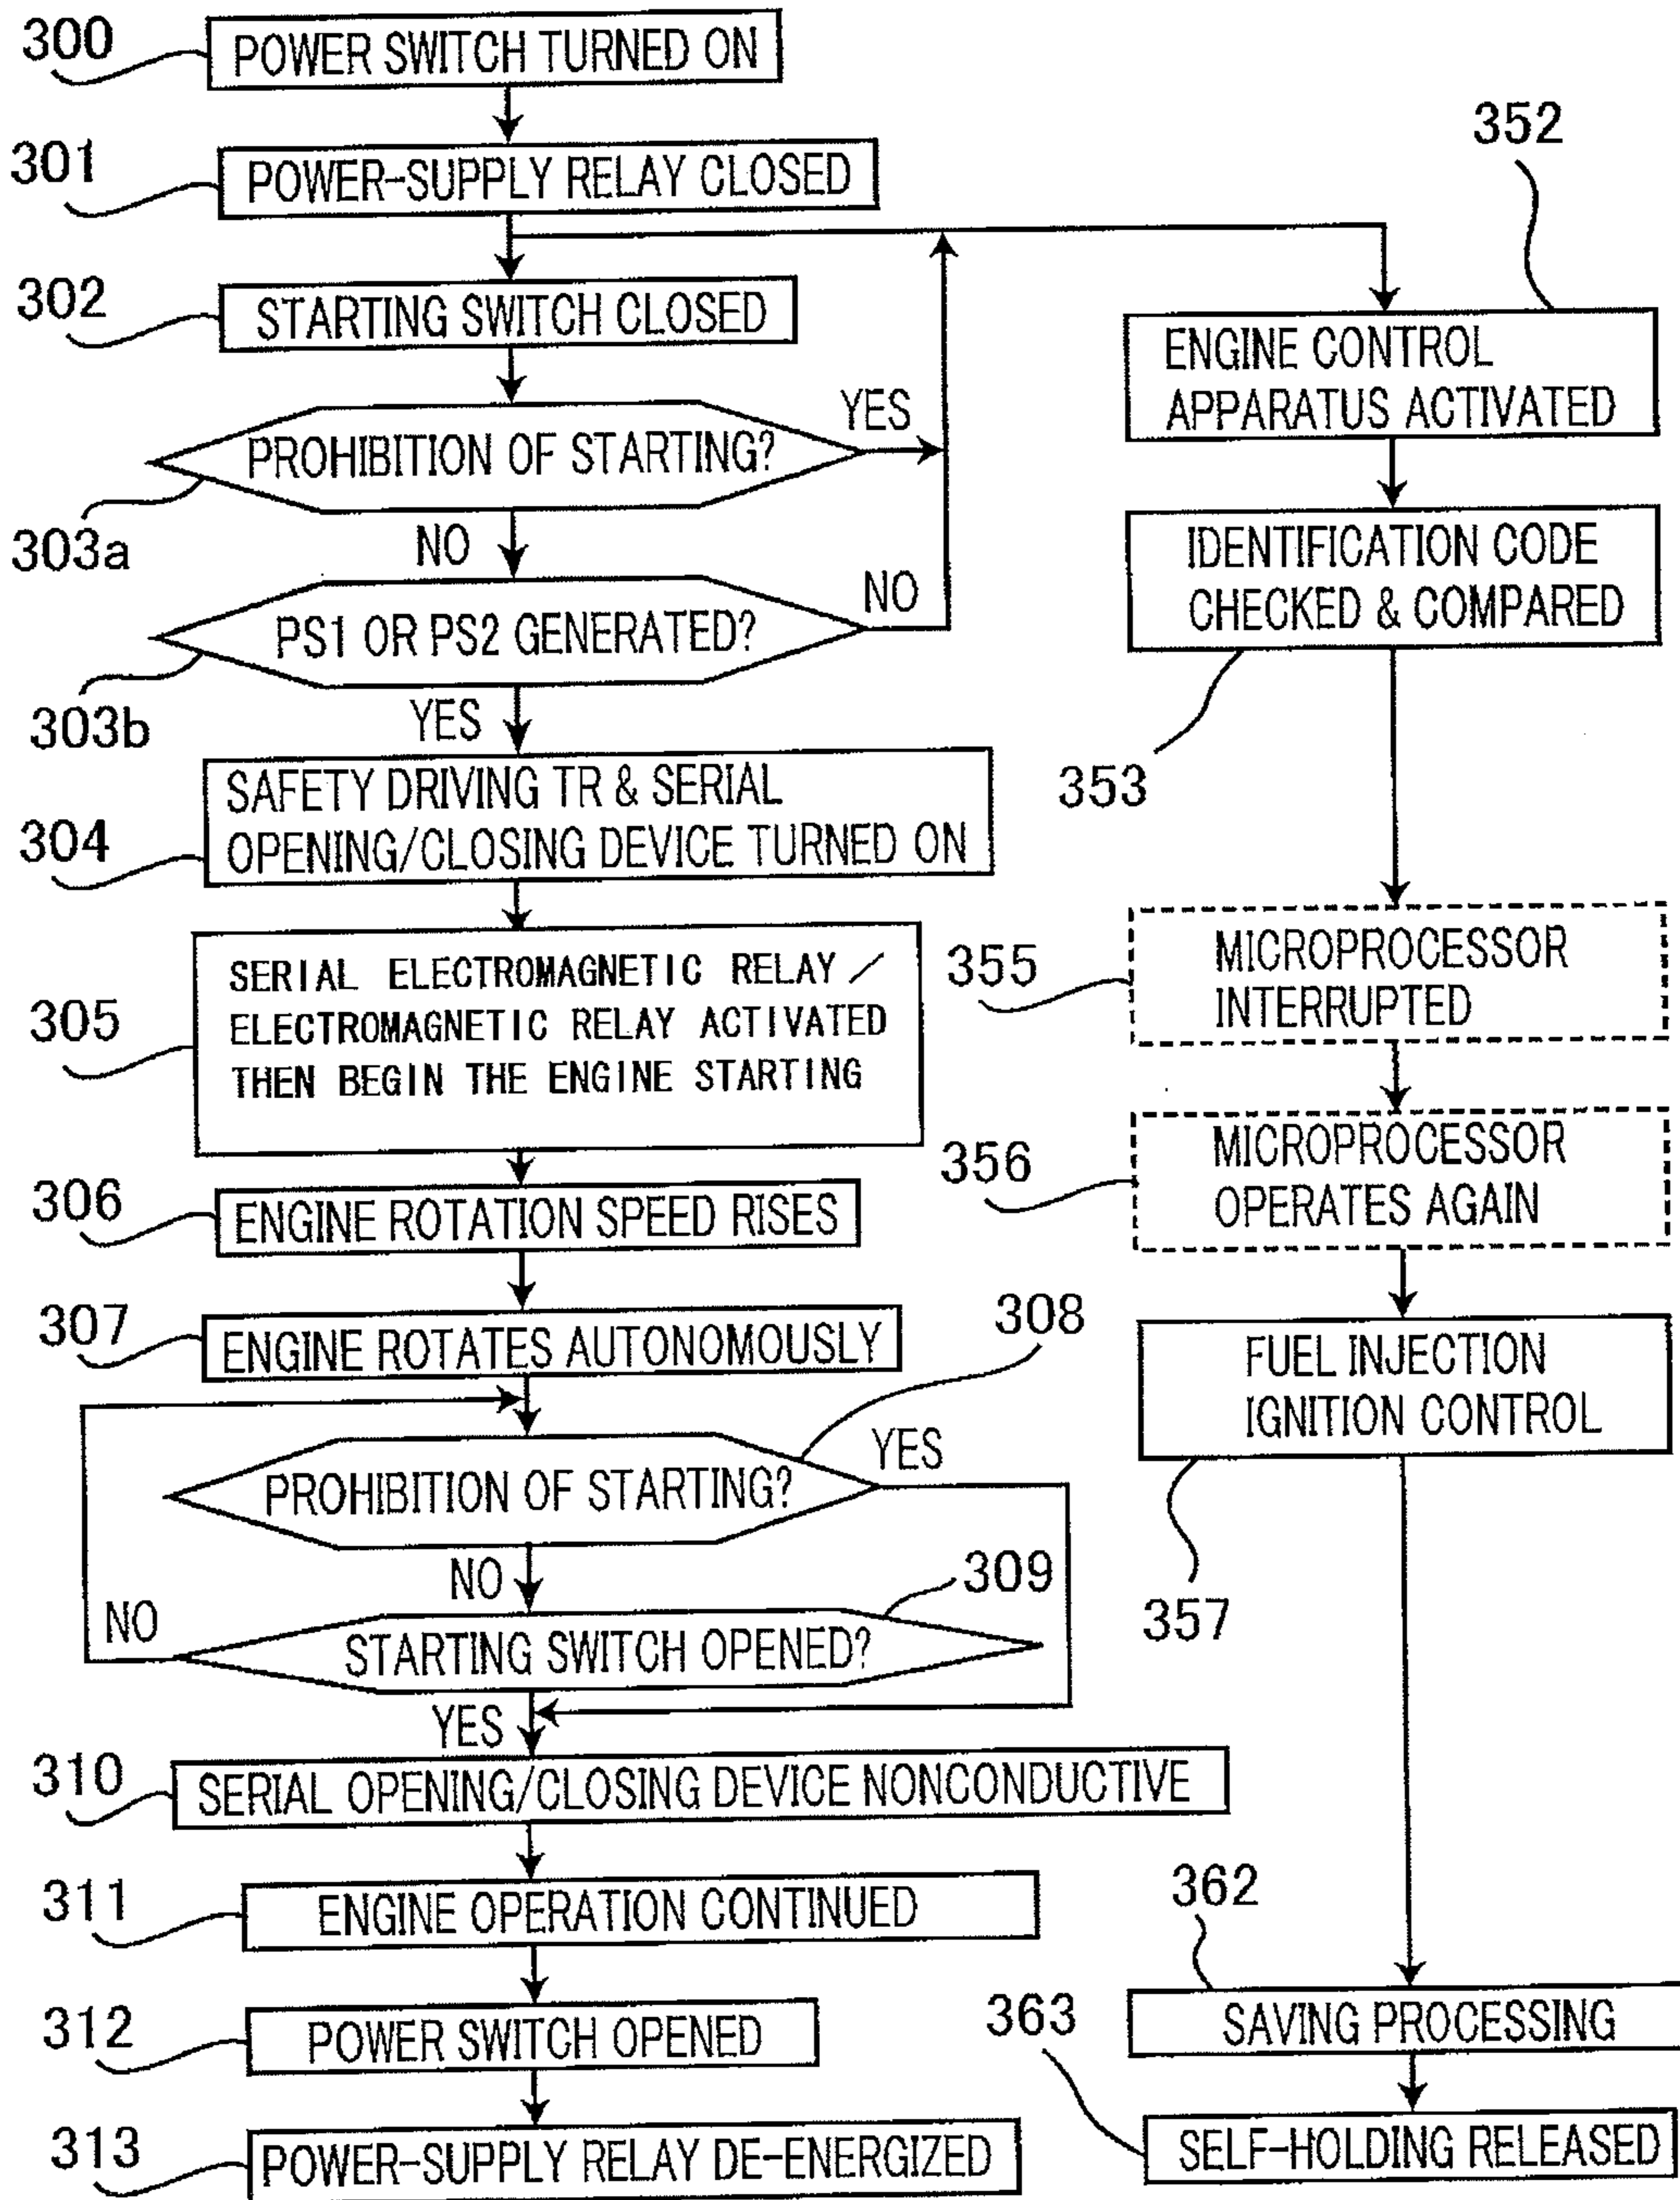 300
POWER SWITCH TURNED ON
301
POWER-SUPPLY RELAY CLOSED
302
STARTING SWITCH CLOSED
PROHIBITION OF STARTING?
YES
303a
NO
PS1 OR PS2 GENERATED?
NO
303b
YES
304
SAFETY DRIVING TR & SERIAL
OPENING/CLOSING DEVICE TURNED ON
305
SERIAL ELECTROMAGNETIC RELAY /
ELECTROMAGNETIC RELAY ACTIVATED
THEN BEGIN THE ENGINE STARTING
306
ENGINE ROTATION SPEED RISES
307
ENGINE ROTATES AUTONOMOUSLY
308
PROHIBITION OF STARTING?
YES
NO
309
STARTING SWITCH OPENED?
NO
YES
310
SERIAL OPENING/CLOSING DEVICE NONCONDUCTIVE
311
ENGINE OPERATION CONTINUED
312
POWER SWITCH OPENED
313
POWER-SUPPLY RELAY DE-ENERGIZED
352
ENGINE CONTROL
APPARATUS ACTIVATED
IDENTIFICATION CODE
CHECKED & COMPARED
353
355
MICROPROCESSOR
INTERRUPTED
356
MICROPROCESSOR
OPERATES AGAIN
FUEL INJECTION
IGNITION CONTROL
357
362
SAVING PROCESSING
363
SELF-HOLDING RELEASED